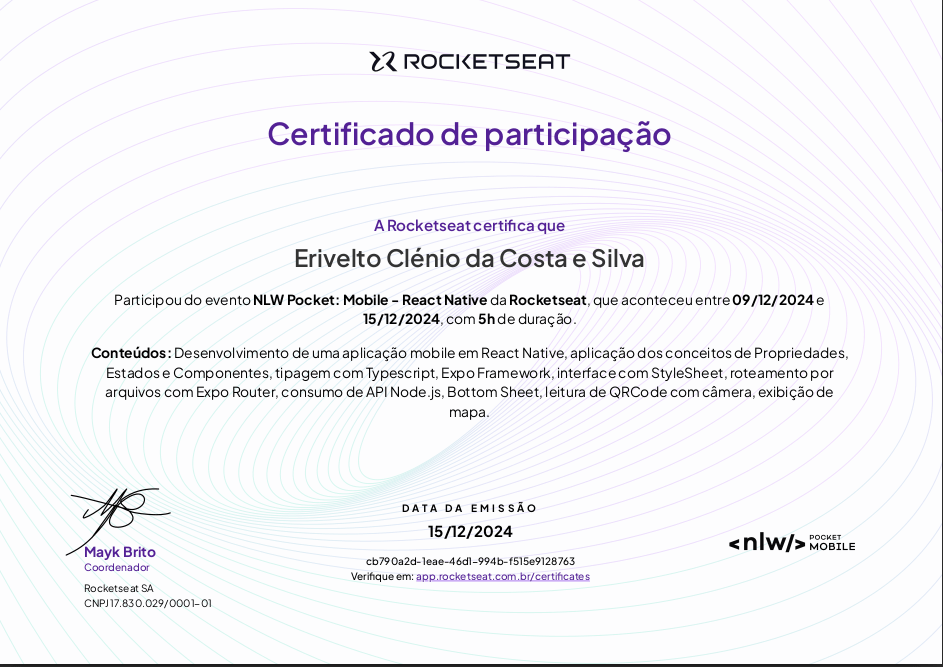 ROCKETSEAT
Certificado de participação
A Rocketseat certifica que
Erivelto Clénio da Costa e Silva
Participou do evento NLW Pocket: Mobile - React Native da Rocketseat, que aconteceu entre 09/12/2024 e
15/12/2024, com 5h de duração.
Conteúdos: Desenvolvimento de uma aplicação mobile em React Native, aplicação dos conceitos de Propriedades,
Estados e Componentes, tipagem com Typescript, Expo Framework, interface com StyleSheet, roteamento por
arquivos com Expo Router, consumo de API Node.js, Bottom Sheet, leitura de QRCode com câmera, exibição de
mapa.
Mayk Brito
Coordenador
Rocketseat SA
CNPJ 17.830.029/0001-01
DATA DA EMISSÃO
15/12/2024
cb790a2d-1eae-46d1-994b-f515e9128763
Verifique em: app.rocketseat.com.br/certificates
<nlw/> POCKET
MOBILE